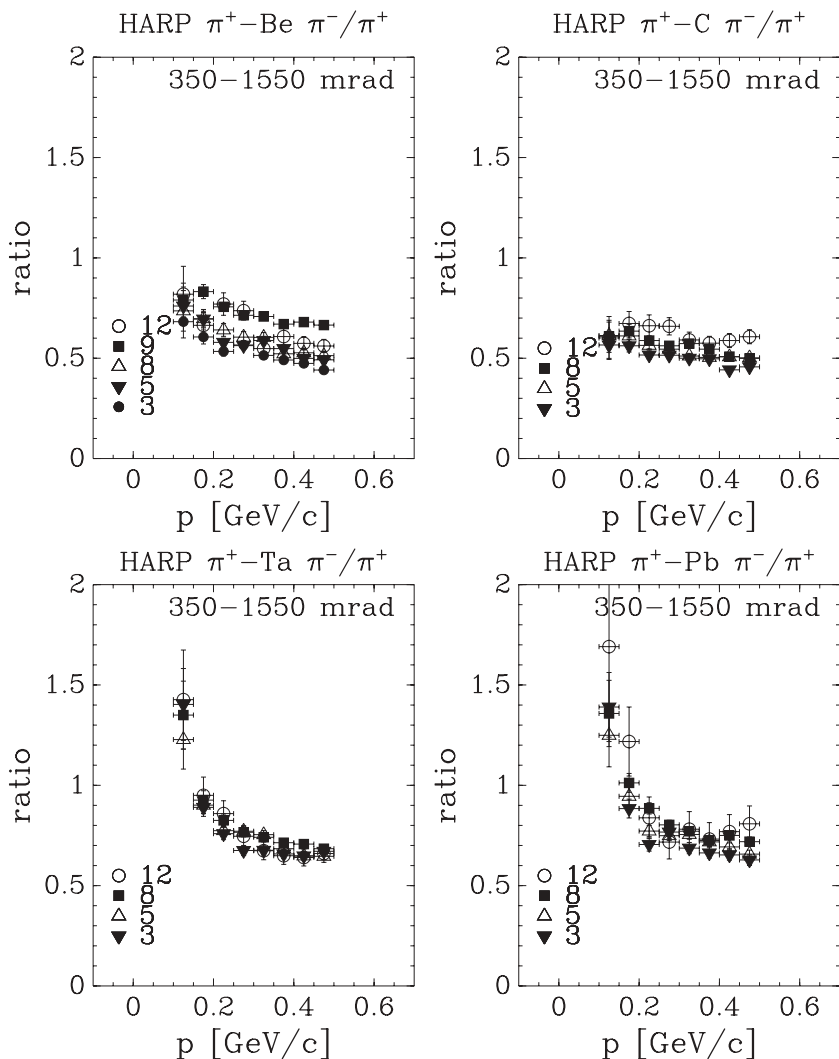 HARP π⁺−Be π⁻/π⁺
350−1550 mrad
2
1.5
1
0.5
0
ratio
12
9
8
5
3
0 0.2 0.4 0.6
p [GeV/c]
HARP π⁺−C π⁻/π⁺
350−1550 mrad
2
1.5
1
0.5
0
ratio
12
8
5
3
0 0.2 0.4 0.6
p [GeV/c]
HARP π⁺−Ta π⁻/π⁺
350−1550 mrad
2
1.5
1
0.5
0
ratio
12
8
5
3
0 0.2 0.4 0.6
p [GeV/c]
HARP π⁺−Pb π⁻/π⁺
350−1550 mrad
2
1.5
1
0.5
0
ratio
12
8
5
3
0 0.2 0.4 0.6
p [GeV/c]